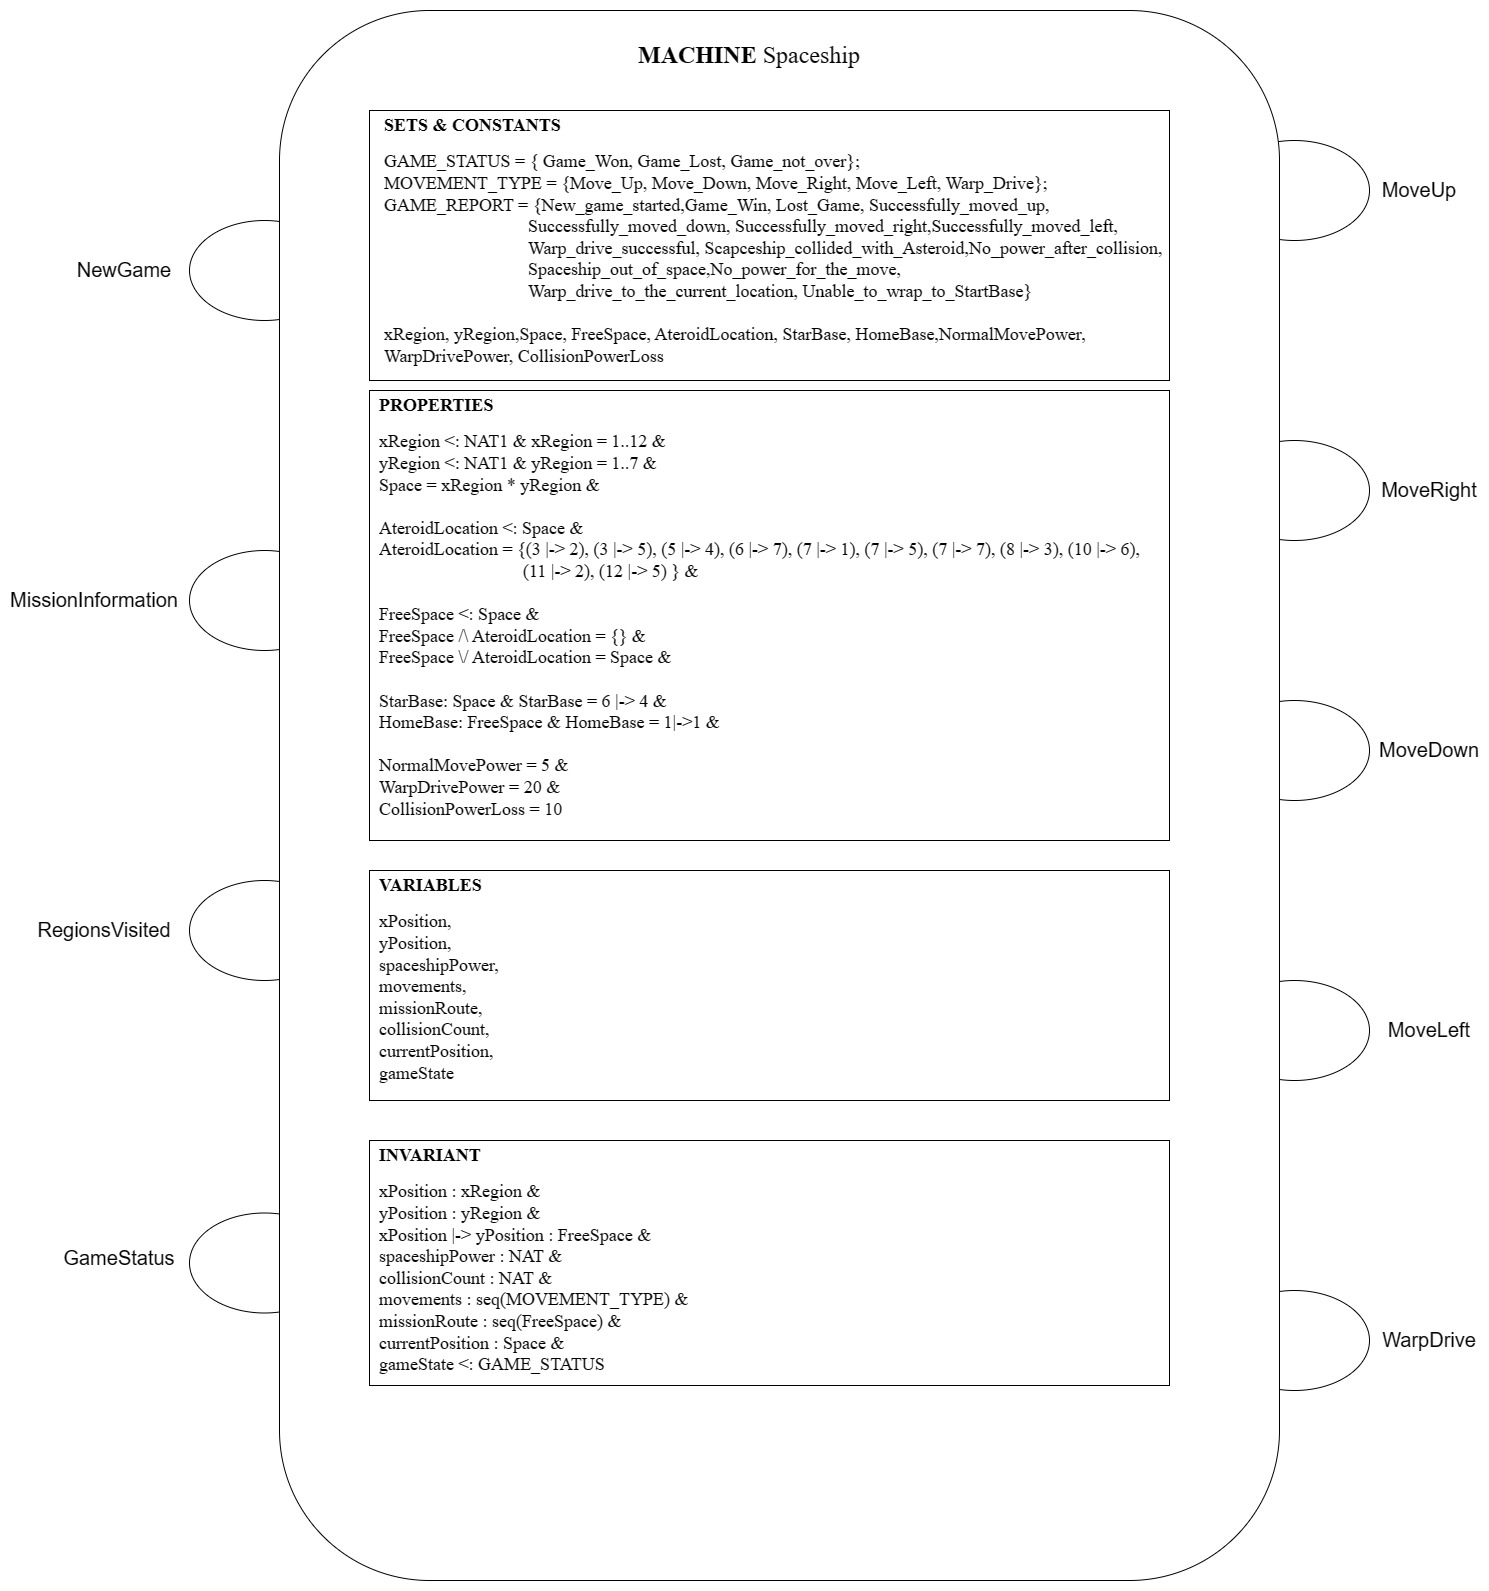 MACHINE Spaceship
SETS & CONSTANTS
GAME_STATUS = { Game_Won, Game_Lost, Game_not_over};
MOVEMENT_TYPE = {Move_Up, Move_Down, Move_Right, Move_Left, Warp_Drive};
GAME_REPORT = {New_game_started,Game_Win, Lost_Game, Successfully_moved_up,
Successfully_moved_down, Successfully_moved_right,Successfully_moved_left,
Warp_drive_successful, Scapceship_collided_with_Asteroid,No_power_after_collision,
Spaceship_out_of_space,No_power_for_the_move,
Warp_drive_to_the_current_location, Unable_to_wrap_to_StartBase}
xRegion, yRegion,Space, FreeSpace, AteroidLocation, StarBase, HomeBase,NormalMovePower,
WarpDrivePower, CollisionPowerLoss
PROPERTIES
xRegion <: NAT1 & xRegion = 1..12 &
yRegion <: NAT1 & yRegion = 1..7 &
Space = xRegion * yRegion &
AteroidLocation <: Space &
AteroidLocation = {(3 |-> 2), (3 |-> 5), (5 |-> 4), (6 |-> 7), (7 |-> 1), (7 |-> 5), (7 |-> 7), (8 |-> 3), (10 |-> 6),
(11 |-> 2), (12 |-> 5) } &
FreeSpace <: Space &
FreeSpace /\ AteroidLocation = {} &
FreeSpace \/ AteroidLocation = Space &
StarBase: Space & StarBase = 6 |-> 4 &
HomeBase: FreeSpace & HomeBase = 1|->1 &
NormalMovePower = 5 &
WarpDrivePower = 20 &
CollisionPowerLoss = 10
VARIABLES
xPosition,
yPosition,
spaceshipPower,
movements,
missionRoute,
collisionCount,
currentPosition,
gameState
INVARIANT
xPosition : xRegion &
yPosition : yRegion &
xPosition |-> yPosition : FreeSpace &
spaceshipPower : NAT &
collisionCount : NAT &
movements : seq(MOVEMENT_TYPE) &
missionRoute : seq(FreeSpace) &
currentPosition : Space &
gameState <: GAME_STATUS
NewGame
MissionInformation
RegionsVisited
GameStatus
MoveUp
MoveRight
MoveDown
MoveLeft
WarpDrive